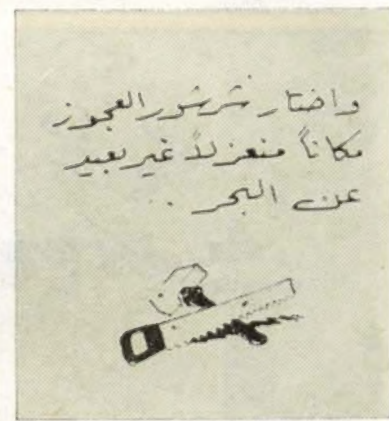 واختار شرشور العجوز
مكاناً منعزلاً غير بعيد
عن البحر ..